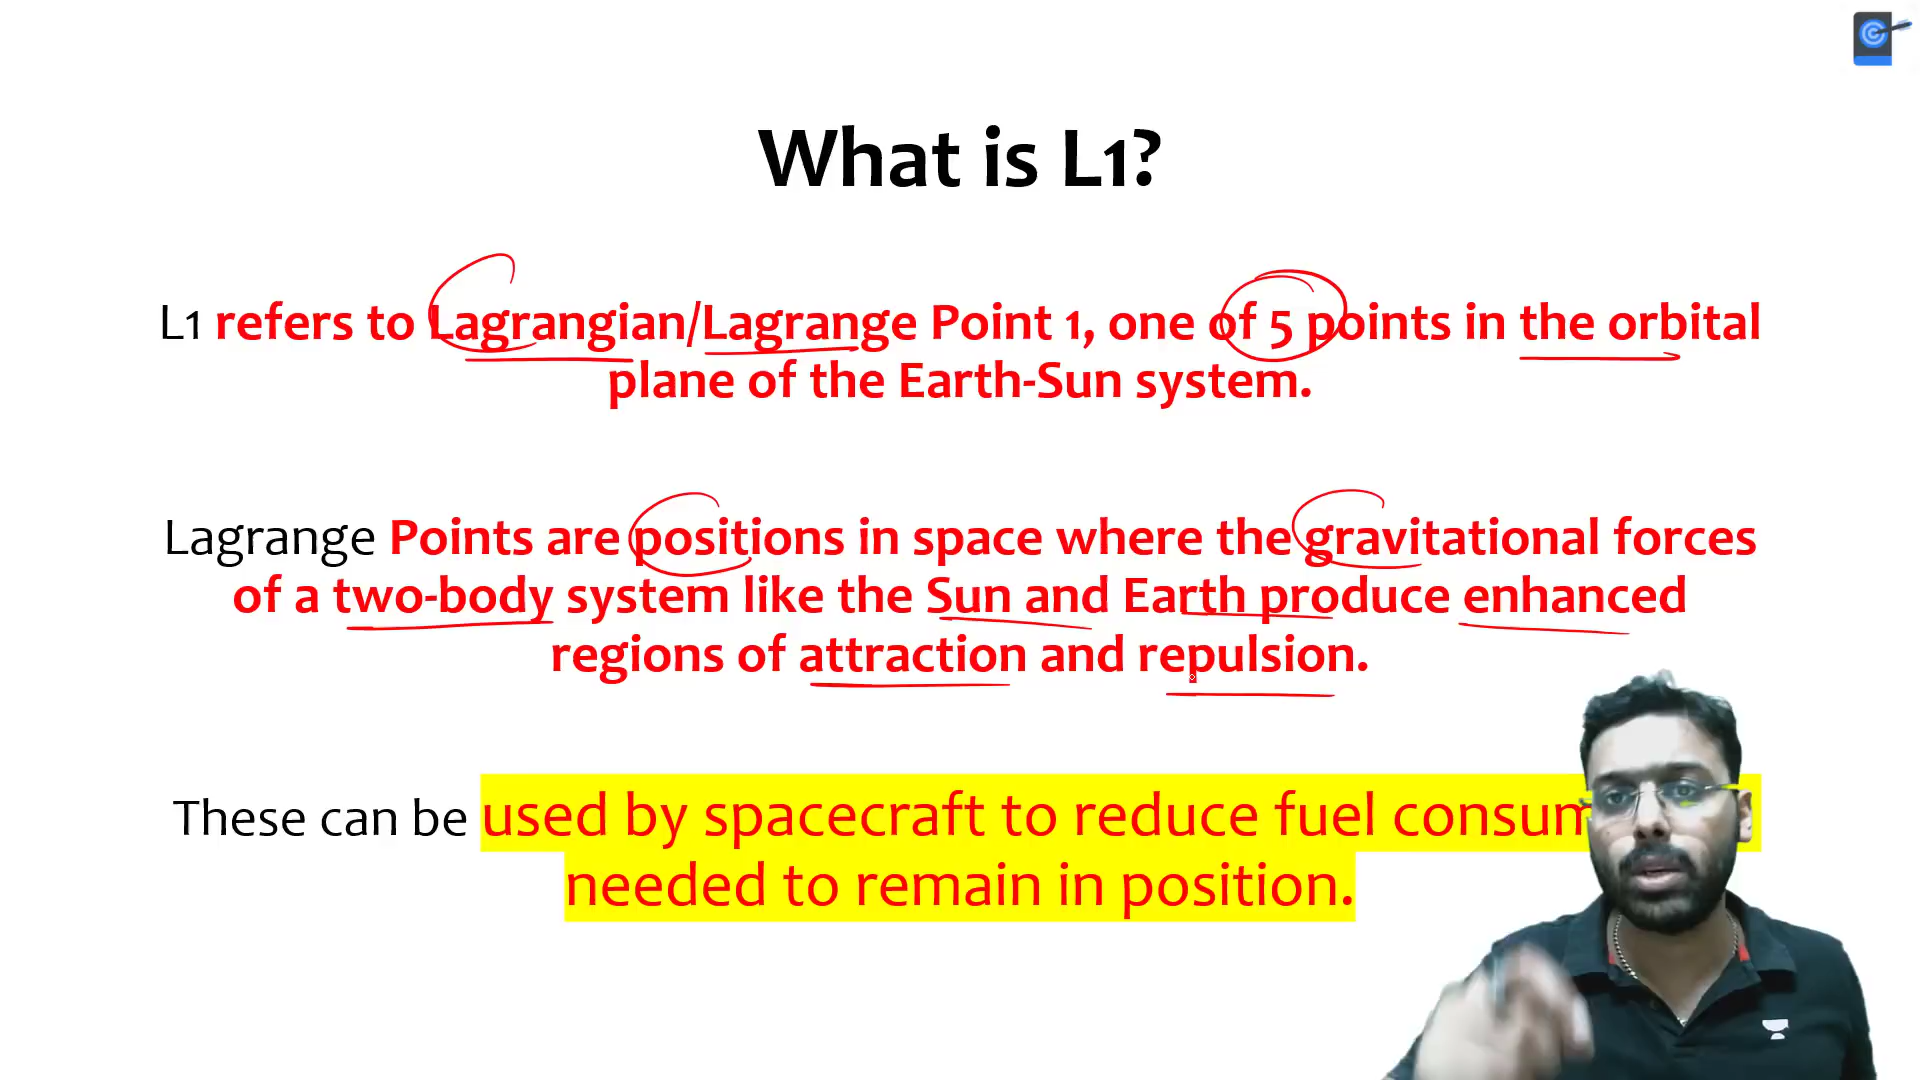 What is L1?
L1 refers to Lagrangian/Lagrange Point 1, one of 5 points in the orbital
plane of the Earth-Sun system.
Lagrange Points are positions in space where the gravitational forces
of a two-body system like the Sun and Earth produce enhanced
regions of attraction and repulsion.
These can be used by spacecraft to reduce fuel
needed to remain in position.